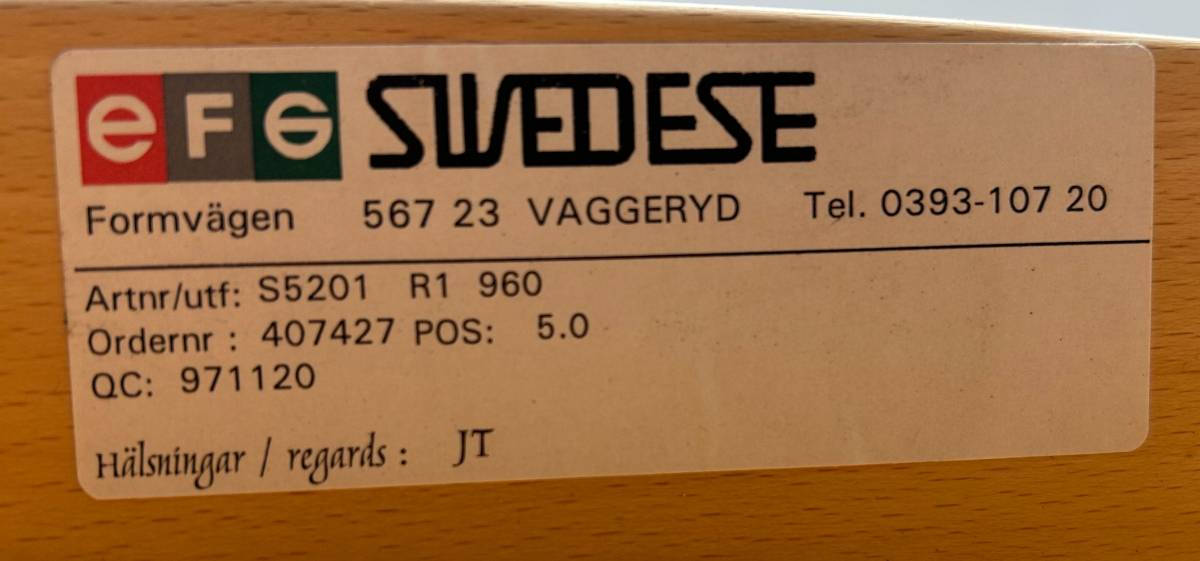 eFG SWEDESE
Formvägen 567 23 VAGGERYD Tel. 0393-107 20
Artnr/utf: S5201 R1 960
Ordernr : 407427 POS: 5.0
QC: 971120
Hälsningar / regards : JT